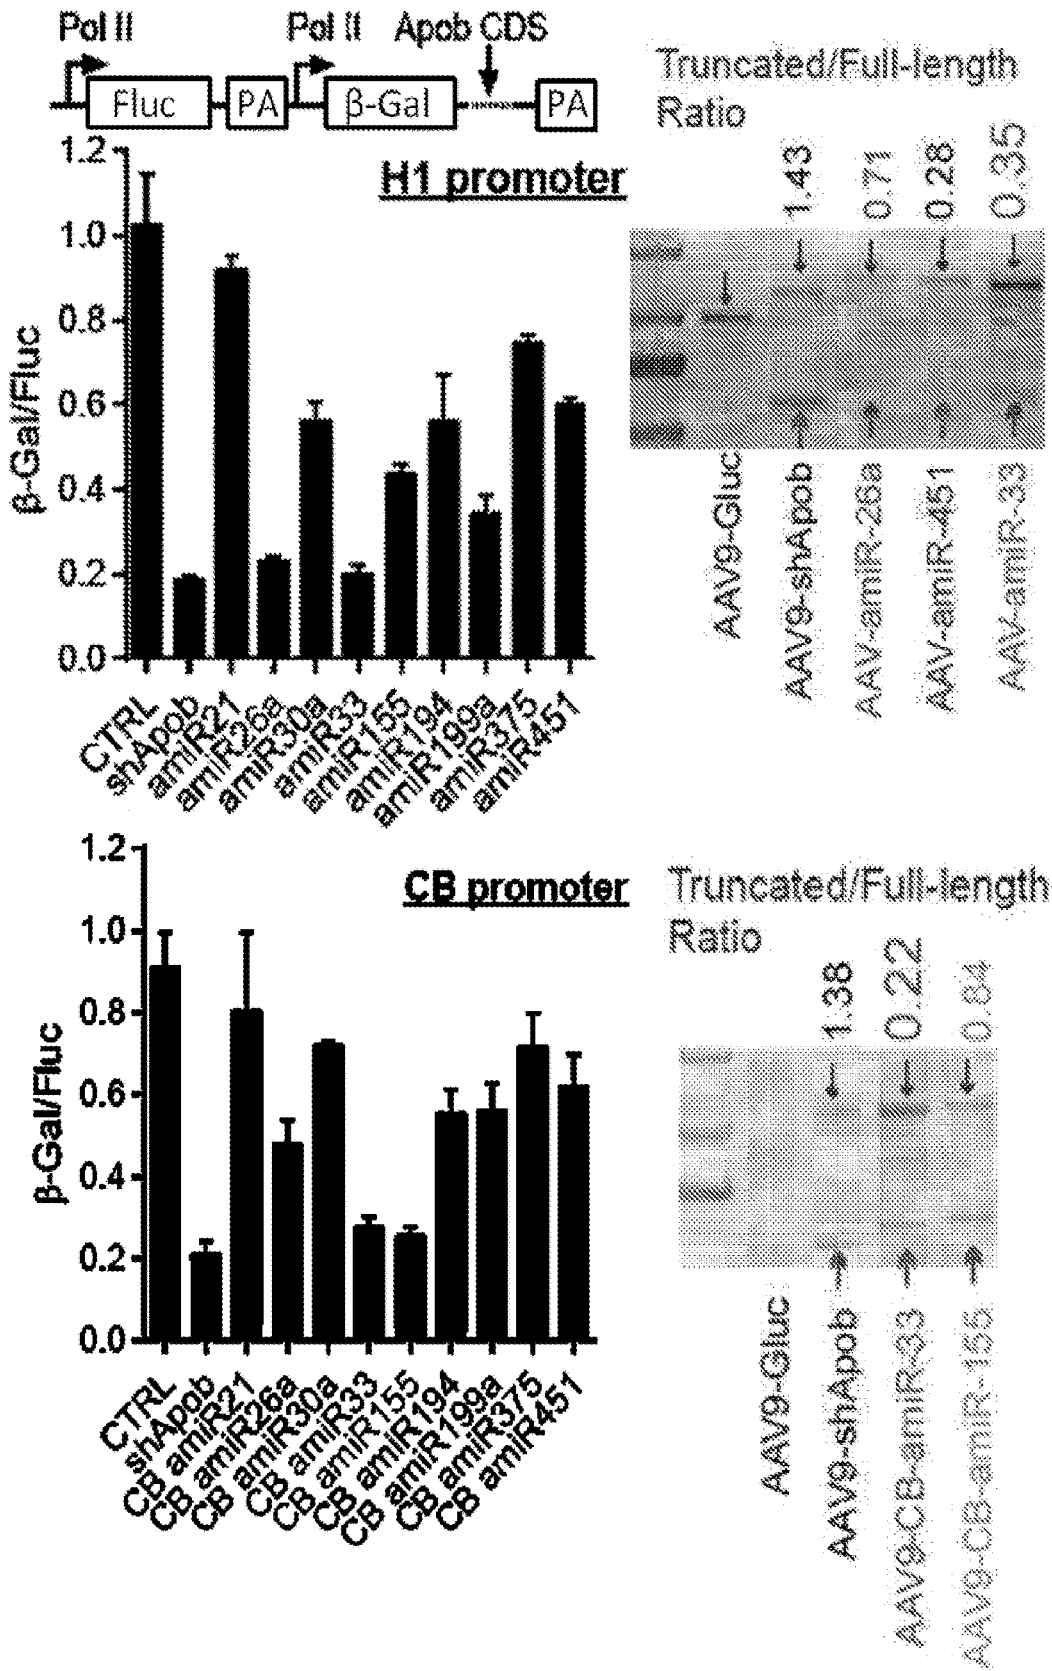 Pol II Pol II Apob CDS
Fluc PA β-Gal PA
H1 promoter
β-Gal/Fluc
1.2
1.0
0.8
0.6
0.4
0.2
0.0
CTRL
shApob
amiR21
amiR26a
amiR30a
amiR33
amiR155
amiR194
amiR199a
amiR375
amiR451
Truncated/Full-length
Ratio
1.43
0.71
0.28
0.35
AAV9-Gluc
AAV9-shApob
AAV-amiR-26a
AAV-amiR-451
AAV-amiR-33
CB promoter
β-Gal/Fluc
1.2
1.0
0.8
0.6
0.4
0.2
0.0
CTRL
shApob
CB amiR21
CB amiR26a
CB amiR30a
CB amiR33
CB amiR155
CB amiR194
CB amiR199a
CB amiR375
CB amiR451
Truncated/Full-length
Ratio
1.38
0.22
0.84
AAV9-Gluc
AAV9-shApob
AAV9-CB-amiR-33
AAV9-CB-amiR-155